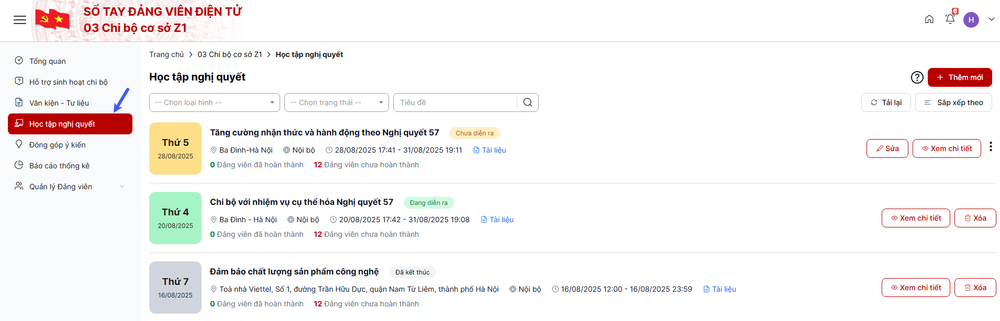 SỔ TAY ĐẢNG VIÊN ĐIỆN TỬ
03 Chi bộ cơ sở Z1
6
H
Tổng quan
Hỗ trợ sinh hoạt chi bộ
Văn kiện - Tư liệu
Học tập nghị quyết
Đóng góp ý kiến
Báo cáo thống kê
Quản lý Đảng viên
Trang chủ > 03 Chi bộ cơ sở Z1 > Học tập nghị quyết
Học tập nghị quyết
? + Thêm mới
-- Chọn loại hình -- -- Chọn trạng thái -- Tiêu đề Tải lại Sắp xếp theo
Thứ 5
28/08/2025
Tăng cường nhận thức và hành động theo Nghị quyết 57 Chưa diễn ra
Ba Đình-Hà Nội Nội bộ 28/08/2025 17:41 - 31/08/2025 19:11 Tài liệu
0 Đảng viên đã hoàn thành 12 Đảng viên chưa hoàn thành
Sửa Xem chi tiết
Thứ 4
20/08/2025
Chi bộ với nhiệm vụ cụ thể hóa Nghị quyết 57 Đang diễn ra
Ba Đình - Hà Nội Nội bộ 20/08/2025 17:42 - 31/08/2025 19:08 Tài liệu
0 Đảng viên đã hoàn thành 12 Đảng viên chưa hoàn thành
Xem chi tiết Xóa
Thứ 7
16/08/2025
Đảm bảo chất lượng sản phẩm công nghệ Đã kết thúc
Toà nhà Viettel, Số 1, đường Trần Hữu Dực, quận Nam Từ Liêm, thành phố Hà Nội Nội bộ 16/08/2025 12:00 - 16/08/2025 23:59 Tài liệu
0 Đảng viên đã hoàn thành 12 Đảng viên chưa hoàn thành
Xem chi tiết Xóa